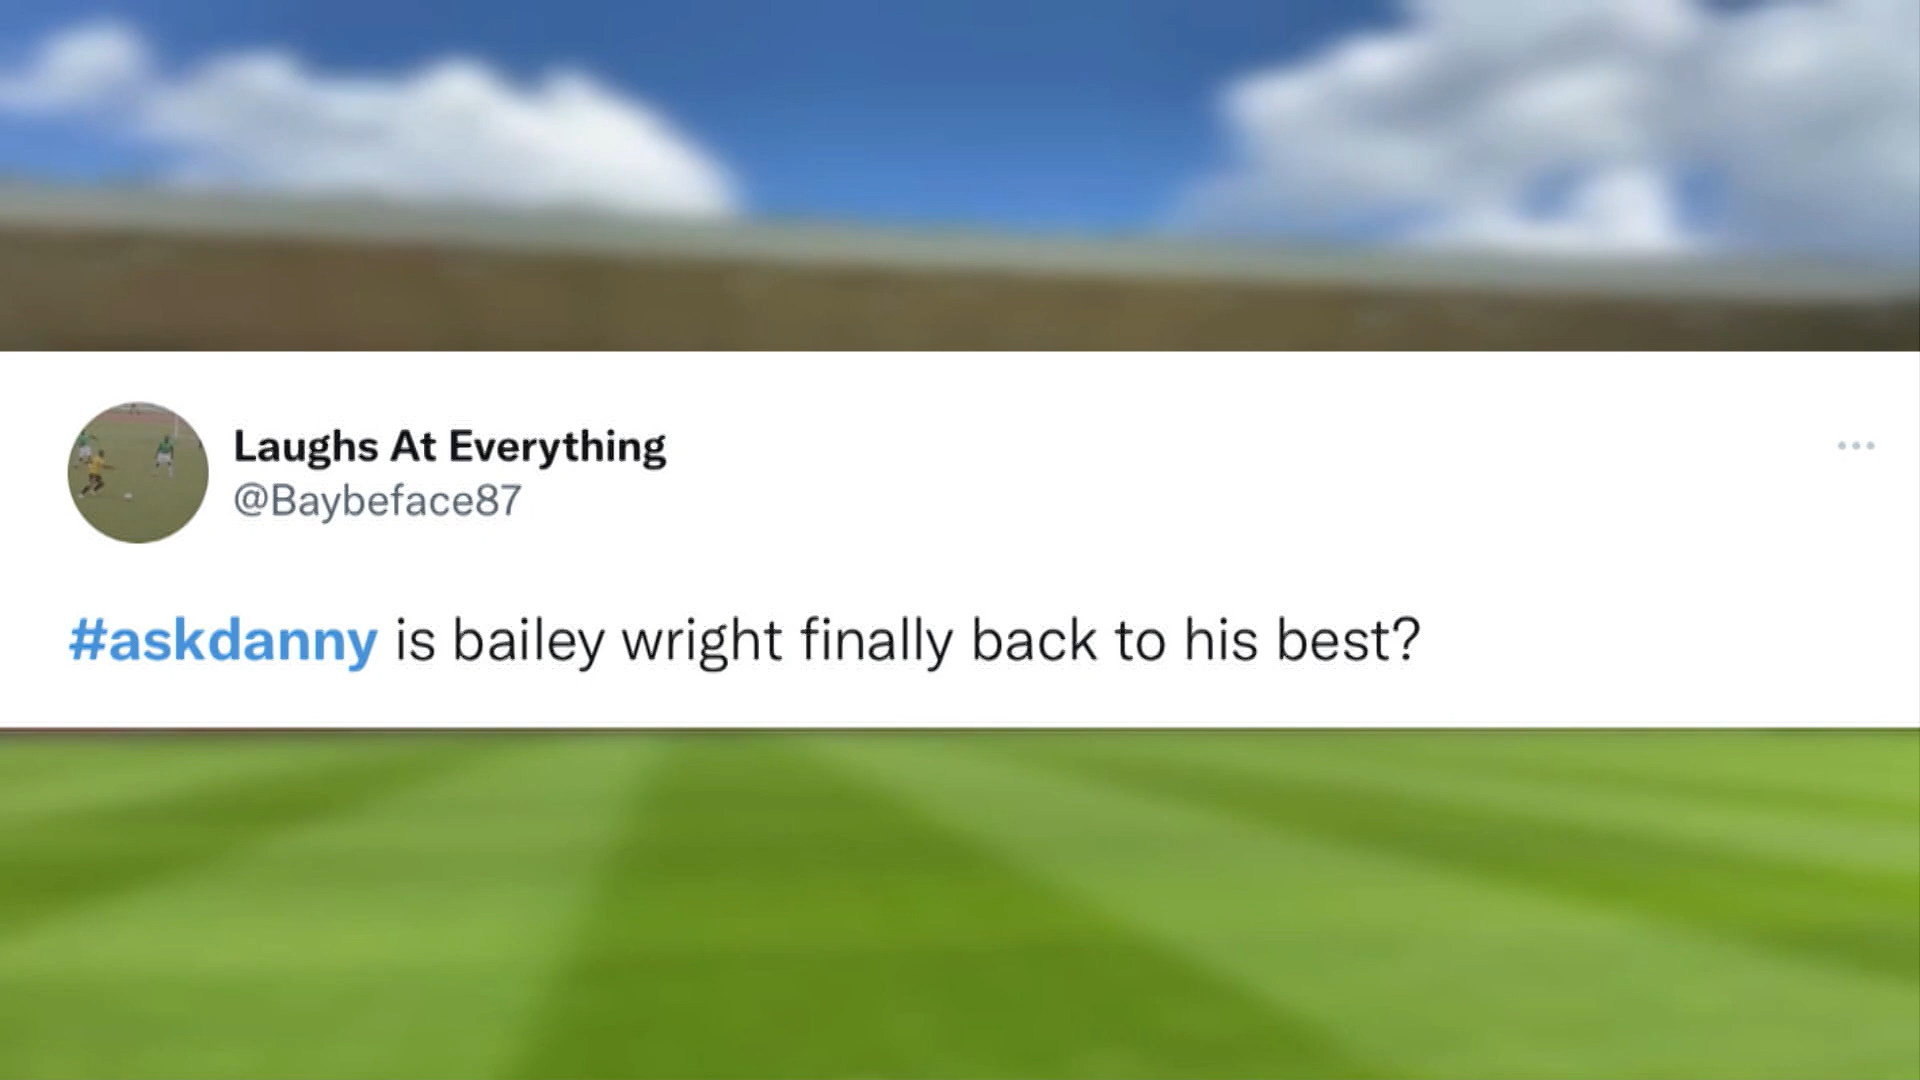 Laughs At Everything
@Baybeface87
#askdanny is bailey wright finally back to his best?